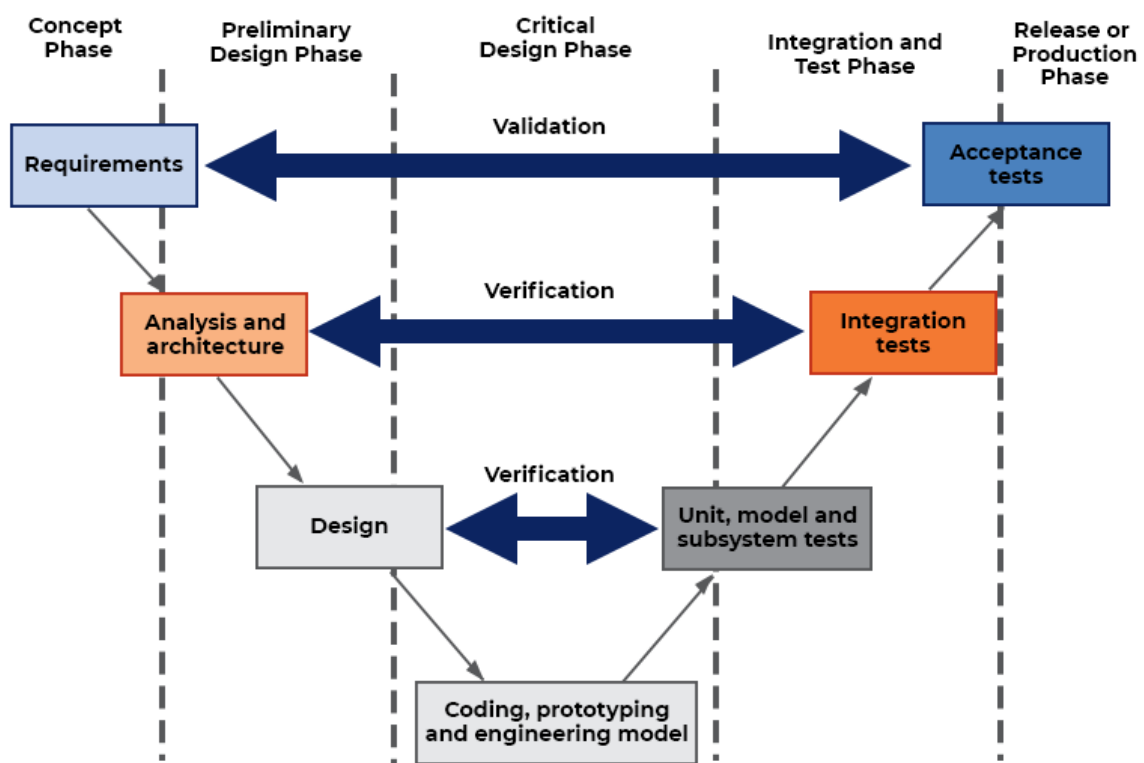 Concept
Phase
Preliminary
Design Phase
Critical
Design Phase
Integration and
Test Phase
Release or
Production
Phase
Validation
Requirements
Acceptance
tests
Verification
Analysis and
architecture
Integration
tests
Verification
Design
Unit, model and
subsystem tests
Coding, prototyping
and engineering model